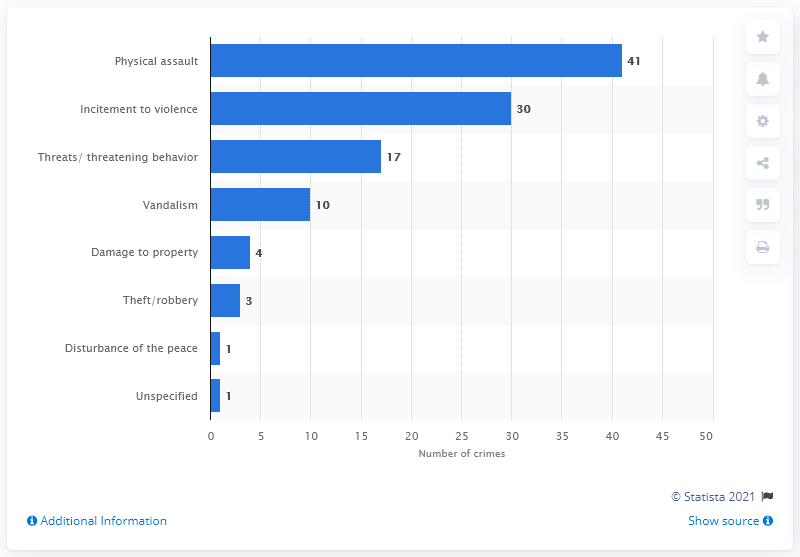 Physical assault 41
Incitement to violence 30
Threats/ threatening behavior 17
Vandalism 10
Damage to property 4
Theft/robbery 3
Disturbance of the peace 1
Unspecified 1
0 5 10 15 20 25 30 35 40 45 50
Number of crimes
© Statista 2021
Additional Information
Show source